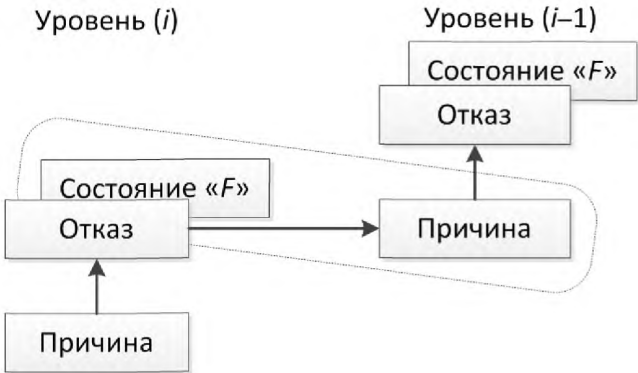 Уровень (i)
Уровень (i–1)
Состояние «F»
Отказ
Состояние «F»
Отказ
Причина
Причина